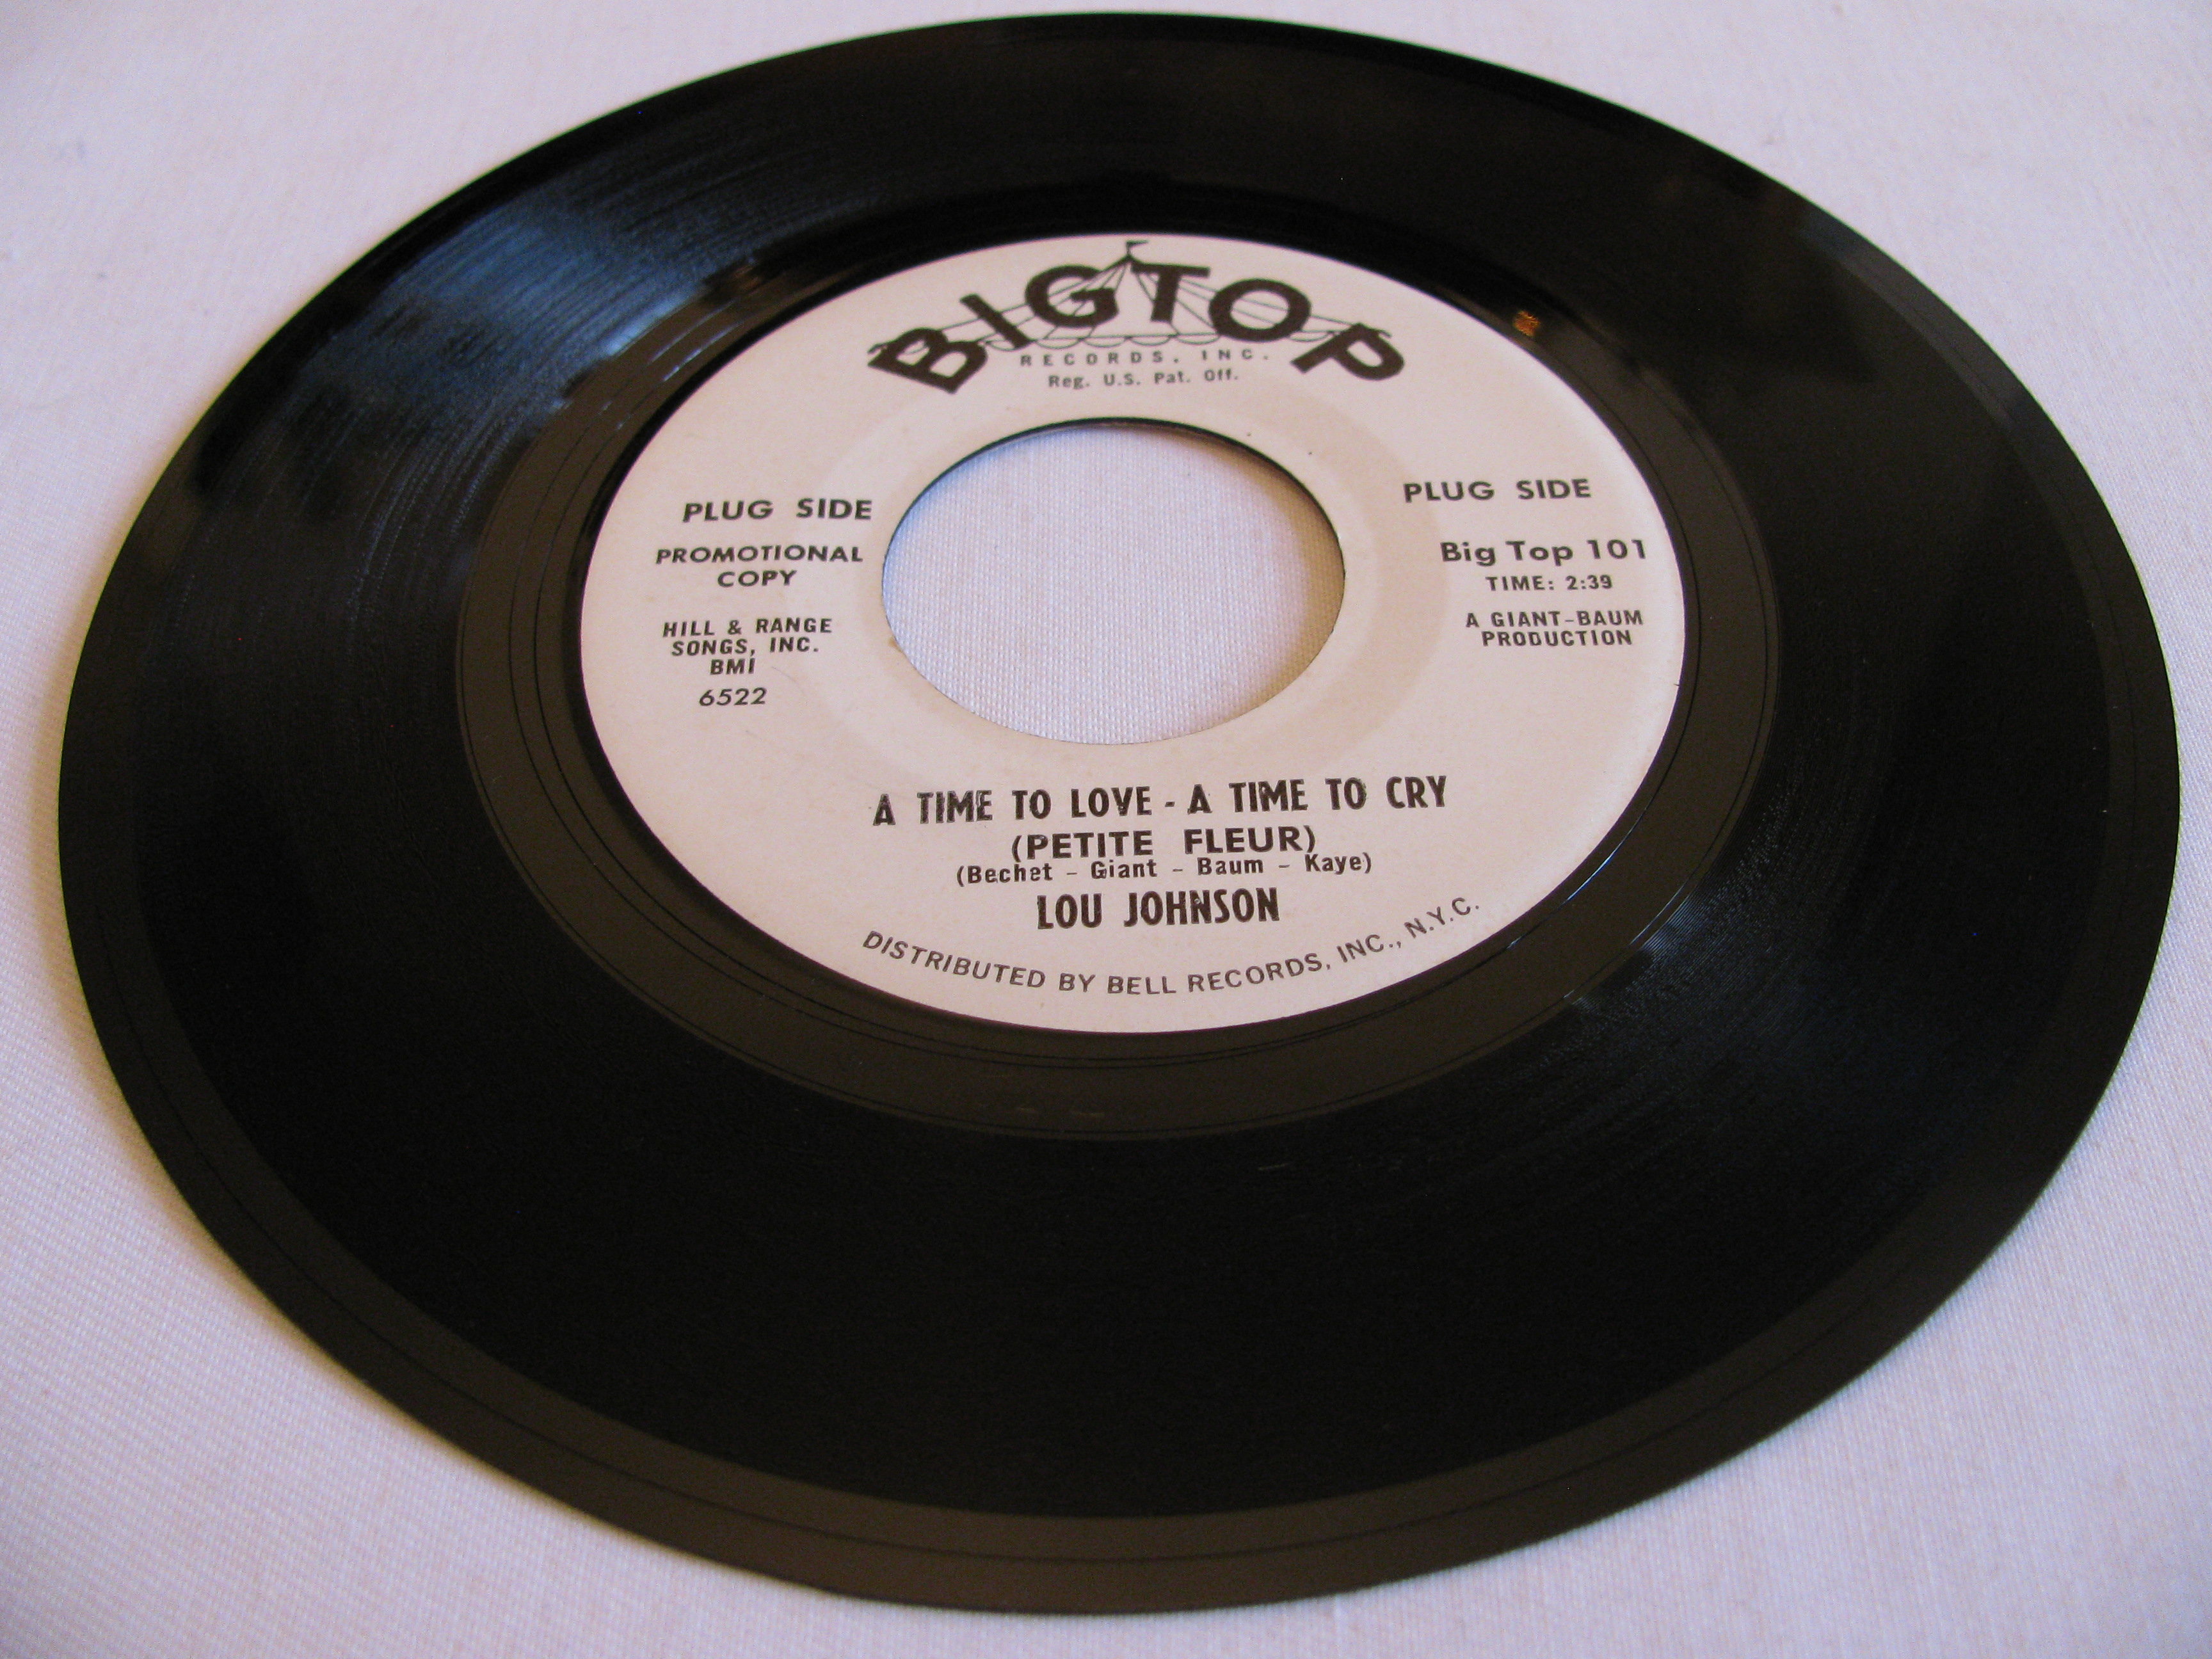 BIGTOP
RECORDS, INC.
Reg. U.S. Pat. Off.
PLUG SIDE
PROMOTIONAL
COPY
HILL & RANGE
SONGS, INC.
BMI
6522
PLUG SIDE
Big Top 101
TIME: 2:39
A GIANT-BAUM
PRODUCTION
A TIME TO LOVE - A TIME TO CRY
(PETITE FLEUR)
(Bechet - Giant - Baum - Kaye)
LOU JOHNSON
DISTRIBUTED BY BELL RECORDS, INC., N.Y.C.